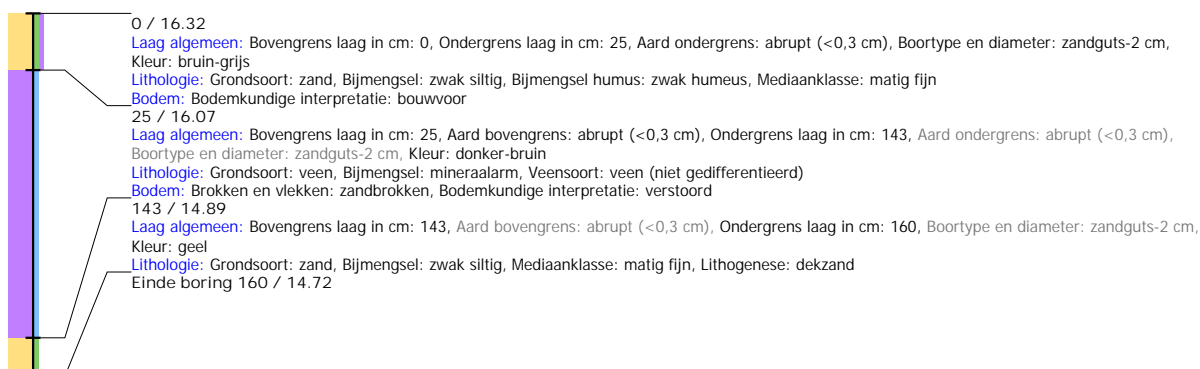 0 / 16.32
Laag algemeen: Bovengrens laag in cm: 0, Ondergrens laag in cm: 25, Aard ondergrens: abrupt (<0,3 cm), Boortype en diameter: zandguts-2 cm,
Kleur: bruin-grijs
Lithologie: Grondsoort: zand, Bijmengsel: zwak siltig, Bijmengsel humus: zwak humeus, Mediaanklasse: matig fijn
Bodem: Bodemkundige interpretatie: bouwvoor
25 / 16.07
Laag algemeen: Bovengrens laag in cm: 25, Aard bovengrens: abrupt (<0,3 cm), Ondergrens laag in cm: 143, Aard ondergrens: abrupt (<0,3 cm),
Boortype en diameter: zandguts-2 cm, Kleur: donker-bruin
Lithologie: Grondsoort: veen, Bijmengsel: mineraalarm, Veensoort: veen (niet gedifferentieerd)
Bodem: Brokken en vlekken: zandbrokken, Bodemkundige interpretatie: verstoord
143 / 14.89
Laag algemeen: Bovengrens laag in cm: 143, Aard bovengrens: abrupt (<0,3 cm), Ondergrens laag in cm: 160, Boortype en diameter: zandguts-2 cm,
Kleur: geel
Lithologie: Grondsoort: zand, Bijmengsel: zwak siltig, Mediaanklasse: matig fijn, Lithogenese: dekzand
Einde boring 160 / 14.72